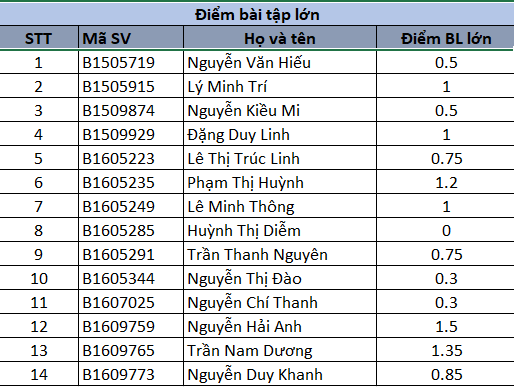 Điểm bài tập lớn
STT Mã SV Họ và tên Điểm BL lớn
1 B1505719 Nguyễn Văn Hiếu 0.5
2 B1505915 Lý Minh Trí 1
3 B1509874 Nguyễn Kiều Mi 0.5
4 B1509929 Đặng Duy Linh 1
5 B1605223 Lê Thị Trúc Linh 0.75
6 B1605235 Phạm Thị Huỳnh 1.2
7 B1605249 Lê Minh Thông 1
8 B1605285 Huỳnh Thị Diễm 0
9 B1605291 Trần Thanh Nguyên 0.75
10 B1605344 Nguyễn Thị Đào 0.3
11 B1607025 Nguyễn Chí Thanh 0.3
12 B1609759 Nguyễn Hải Anh 1.5
13 B1609765 Trần Nam Dương 1.35
14 B1609773 Nguyễn Duy Khanh 0.85